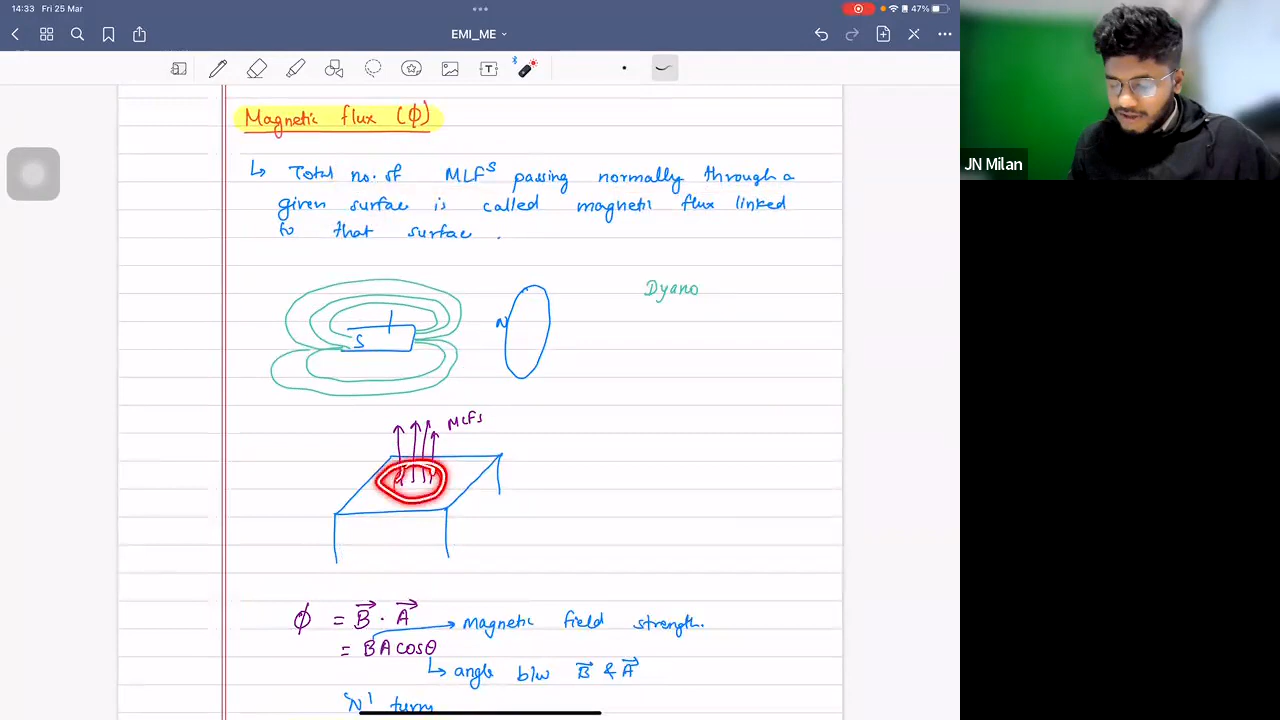 14:33 Fri 25 Mar
47%
EMI_ME
Magnetic flux (ϕ)
↳ Total no. of MLFs passing normally through a
given surface is called magnetic flux linked
to that surface .
Dyano
S
N
MLFs
ϕ = B⃗ · A⃗ → magnetic field strength.
= BA cosθ
↳ angle b/w B⃗ & A⃗
'N' turn
JN Milan